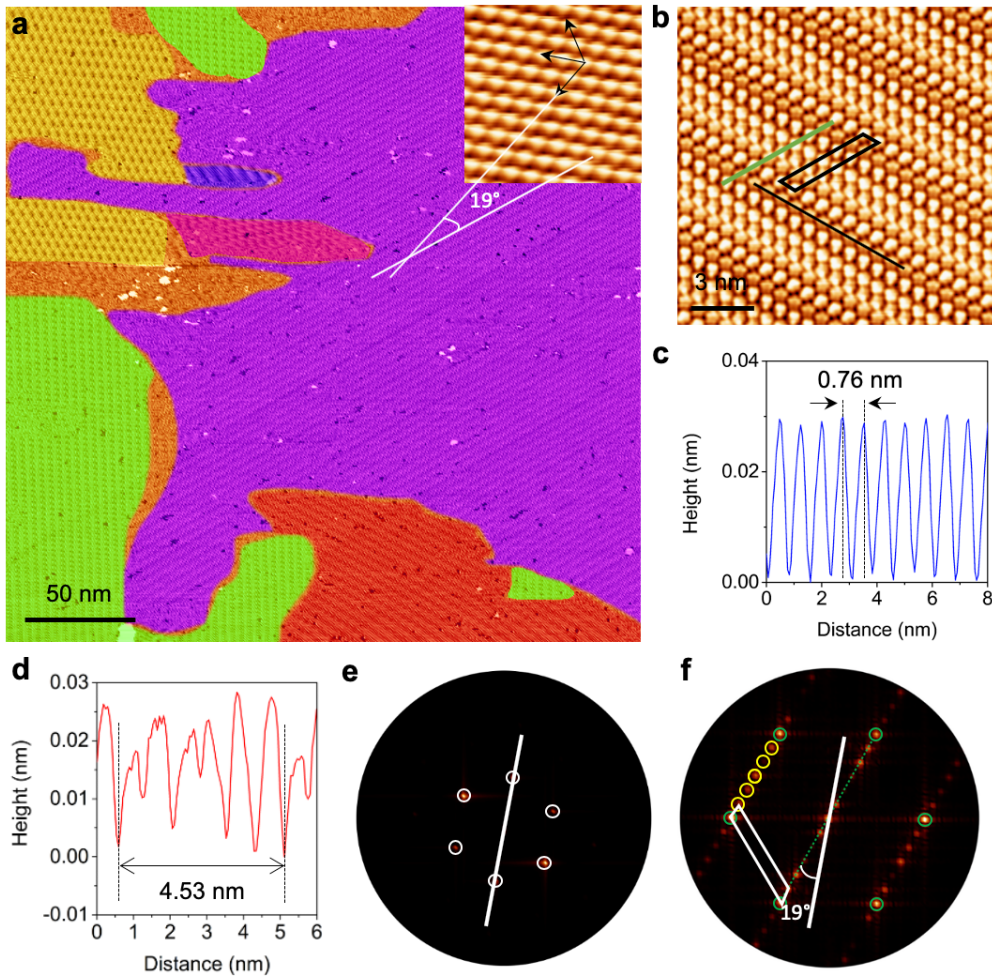 a
19°
50 nm
b
3 nm
c
0.04
0.02
0.00
Height (nm)
0.76 nm
0 2 4 6 8
Distance (nm)
d
0.03
0.02
0.01
0.00
-0.01
Height (nm)
4.53 nm
0 1 2 3 4 5 6
Distance (nm)
e
f
19°